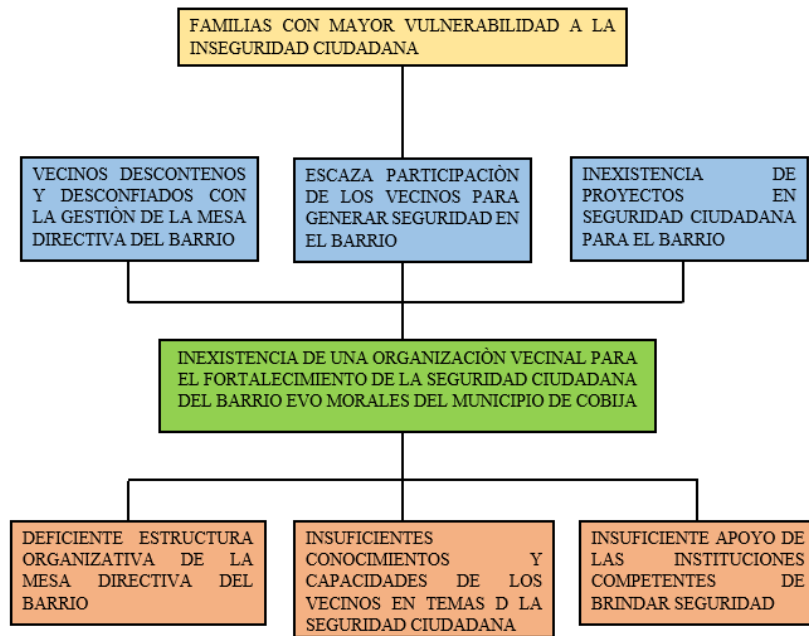 FAMILIAS CON MAYOR VULNERABILIDAD A LA
INSEGURIDAD CIUDADANA
VECINOS DESCONTENOS
Y DESCONFIADOS CON
LA GESTIÒN DE LA MESA
DIRECTIVA DEL BARRIO
ESCAZA PARTICIPACIÒN
DE LOS VECINOS PARA
GENERAR SEGURIDAD EN
EL BARRIO
INEXISTENCIA DE
PROYECTOS EN
SEGURIDAD CIUDADANA
PARA EL BARRIO
INEXISTENCIA DE UNA ORGANIZACIÒN VECINAL PARA
EL FORTALECIMIENTO DE LA SEGURIDAD CIUDADANA
DEL BARRIO EVO MORALES DEL MUNICIPIO DE COBIJA
DEFICIENTE ESTRUCTURA
ORGANIZATIVA DE LA
MESA DIRECTIVA DEL
BARRIO
INSUFICIENTES
CONOCIMIENTOS Y
CAPACIDADES DE LOS
VECINOS EN TEMAS D LA
SEGURIDAD CIUDADANA
INSUFICIENTE APOYO DE
LAS INSTITUCIONES
COMPETENTES DE
BRINDAR SEGURIDAD